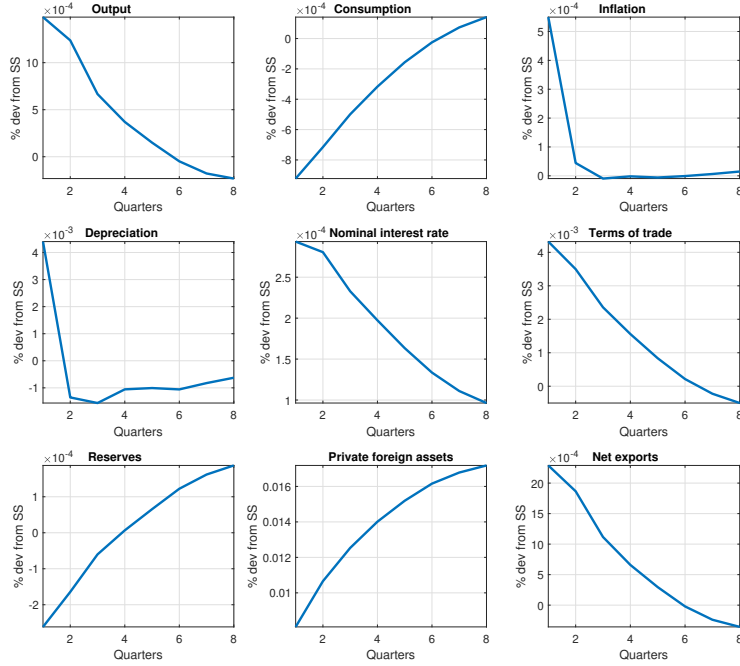 Output
×10⁻⁴
% dev from SS
10
5
0
2 4 6 8
Quarters
Consumption
×10⁻⁴
% dev from SS
0
-2
-4
-6
-8
2 4 6 8
Quarters
Inflation
×10⁻⁴
% dev from SS
5
4
3
2
1
0
2 4 6 8
Quarters
Depreciation
×10⁻³
% dev from SS
4
3
2
1
0
-1
2 4 6 8
Quarters
Nominal interest rate
×10⁻⁴
% dev from SS
2.5
2
1.5
1
2 4 6 8
Quarters
Terms of trade
×10⁻³
% dev from SS
4
3
2
1
0
2 4 6 8
Quarters
Reserves
×10⁻⁴
% dev from SS
1
0
-1
-2
2 4 6 8
Quarters
Private foreign assets
% dev from SS
0.016
0.014
0.012
0.01
2 4 6 8
Quarters
Net exports
×10⁻⁴
% dev from SS
20
15
10
5
0
2 4 6 8
Quarters